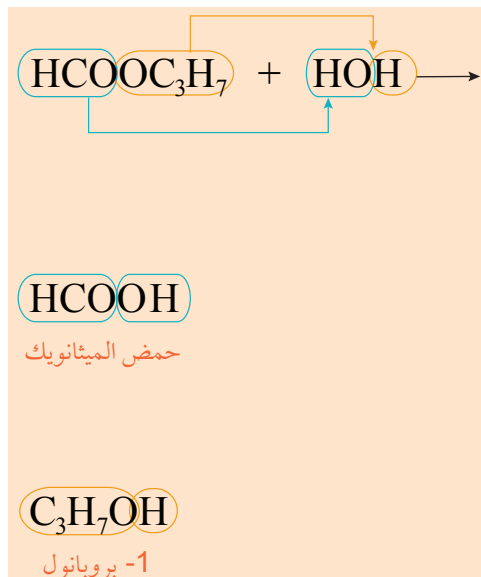 HCOOC₃H₇ + HOH →
HCOOH
حمض الميثانويك
C₃H₇OH
1- بروبانول